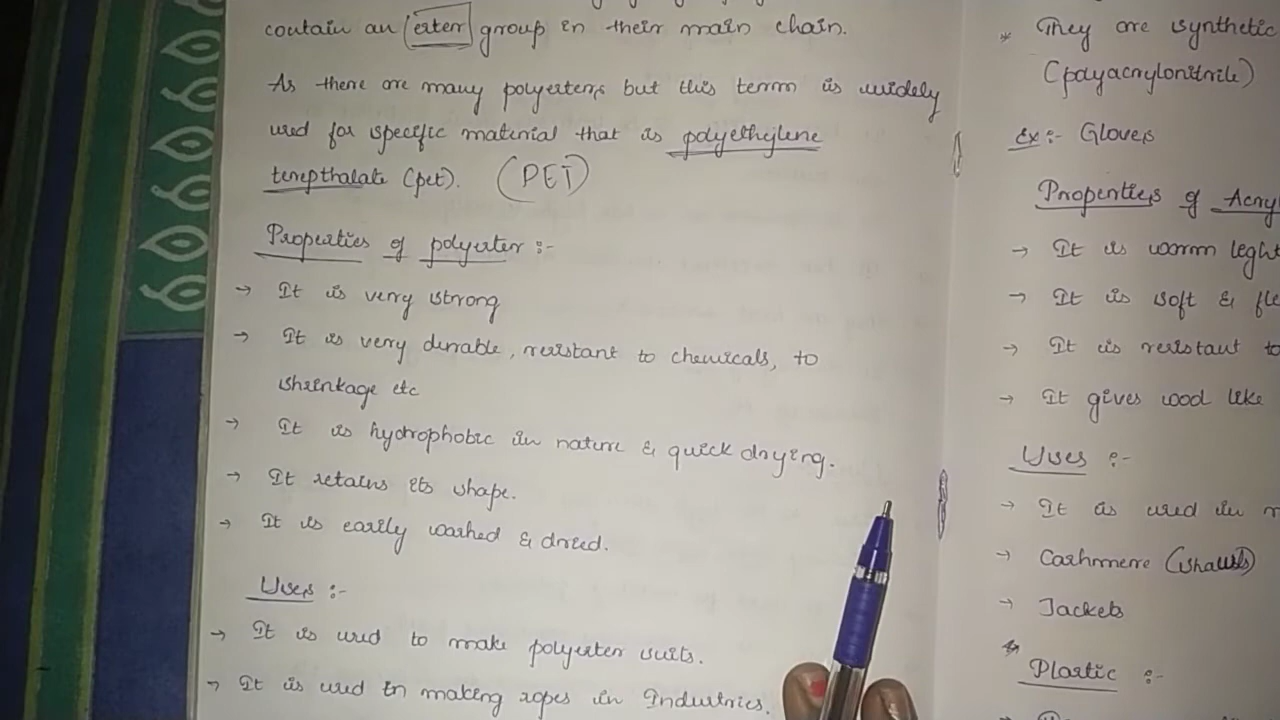 contain an ester group in their main chain.
As there are many polyesters but this term is widely
used for specific material that is polyethylene
terepthalate (pet). (PET)
Properties of polyester :-
→ It is very strong
→ It is very durable, resistant to chemicals, to
shrinkage etc
→ It is hydrophobic in nature & quick drying.
→ It retains its shape.
→ It is easily washed & dried.
Uses :-
→ It is used to make polyester suits.
→ It is used in making ropes in Industries.
* They are synthetic
(polyacrylonitrile)
Ex :- Gloves
Properties of Acry
→ It is warm leght
→ It is soft & fle
→ It is resistant to
→ It gives wood like
Uses :-
→ It is used in m
→ Cashmere (shawls)
→ Jackets
* Plastic :-